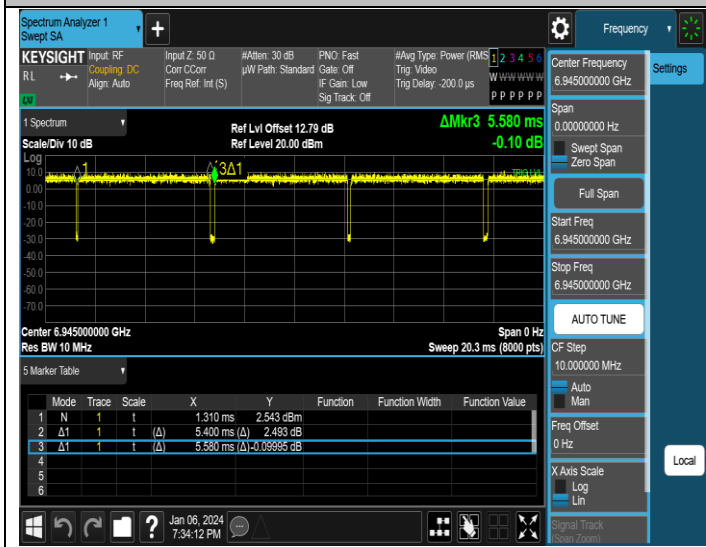 Spectrum Analyzer 1
Swept SA
Frequency
KEYSIGHT Input: RF Input Z: 50 Ω #Atten: 30 dB PNO: Fast #Avg Type: Power (RMS 1 2 3 4 5 6
RL Coupling: DC Corr CCorr µW Path: Standard Gate: Off Trig: Video W W W W W W
Align: Auto Freq Ref: Int (S) IF Gain: Low Trig Delay: -200.0 µs
Sig Track: Off P P P P P P
LXI
1 Spectrum
Ref Lvl Offset 12.79 dB
ΔMkr3 5.580 ms
Scale/Div 10 dB
Ref Level 20.00 dBm
-0.10 dB
Log
10.0
0.00
-10.0
-20.0
-30.0
-40.0
-50.0
-60.0
-70.0
1
3Δ1
TRIG LVL
Center 6.945000000 GHz
Span 0 Hz
Res BW 10 MHz
Sweep 20.3 ms (8000 pts)
5 Marker Table
Mode Trace Scale X Y Function Function Width Function Value
1 N 1 t 1.310 ms 2.543 dBm
2 Δ1 1 t (Δ) 5.400 ms (Δ) 2.493 dB
3 Δ1 1 t (Δ) 5.580 ms (Δ) -0.09995 dB
4
5
6
Jan 06, 2024
7:34:12 PM
Center Frequency
6.945000000 GHz
Span
0.00000000 Hz
Swept Span
Zero Span
Full Span
Start Freq
6.945000000 GHz
Stop Freq
6.945000000 GHz
AUTO TUNE
CF Step
10.000000 MHz
Auto
Man
Freq Offset
0 Hz
X Axis Scale
Log
Lin
Signal Track
(Span Zoom)
Settings
Local